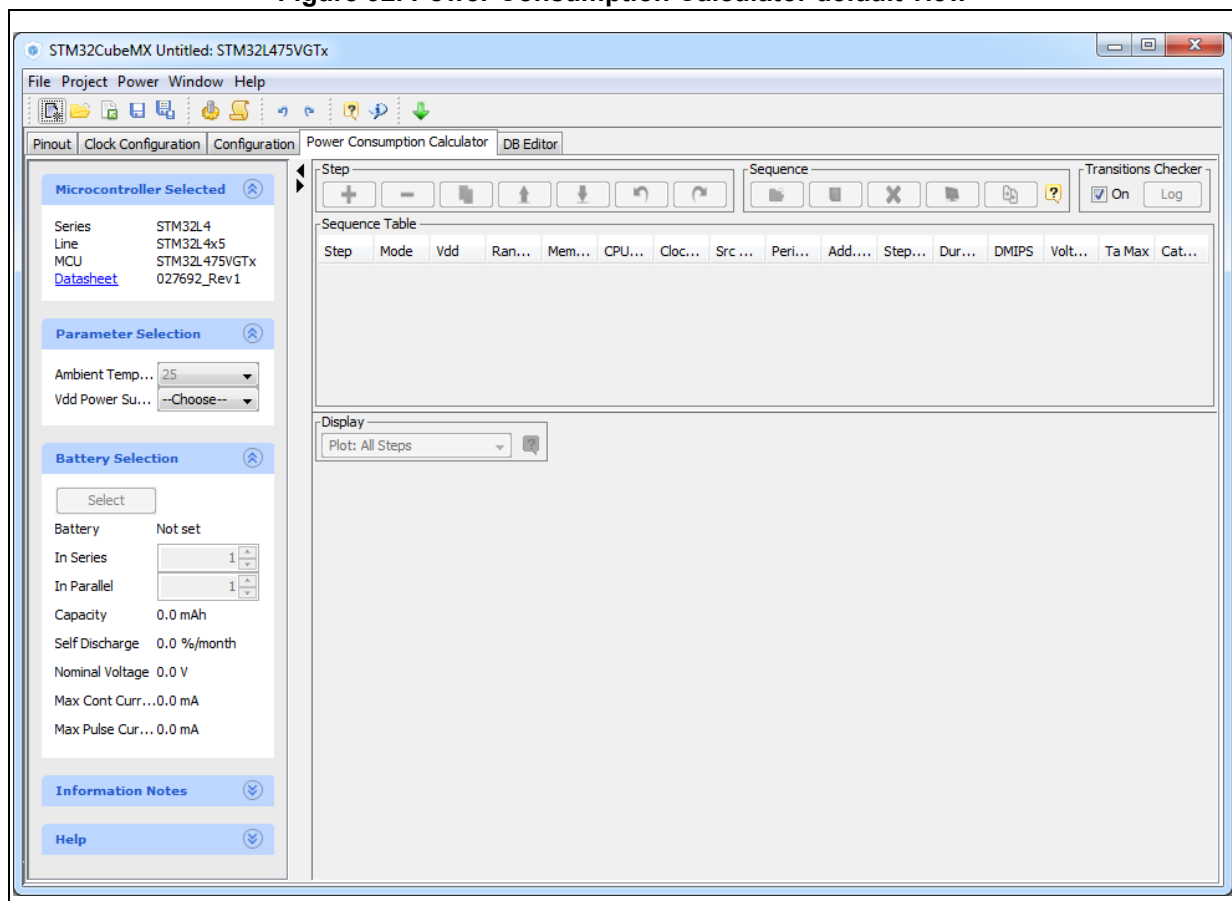 STM32CubeMX Untitled: STM32L475VGTx
File Project Power Window Help
Pinout Clock Configuration Configuration Power Consumption Calculator DB Editor
Microcontroller Selected
Series STM32L4
Line STM32L4x5
MCU STM32L475VGTx
Datasheet 027692_Rev1
Parameter Selection
Ambient Temp... 25
Vdd Power Su... --Choose--
Battery Selection
Select
Battery Not set
In Series 1
In Parallel 1
Capacity 0.0 mAh
Self Discharge 0.0 %/month
Nominal Voltage 0.0 V
Max Cont Curr...0.0 mA
Max Pulse Cur... 0.0 mA
Information Notes
Help
Step
Sequence
Transitions Checker
On Log
Sequence Table
Step Mode Vdd Ran... Mem... CPU... Cloc... Src ... Peri... Add.... Step... Dur... DMIPS Volt... Ta Max Cat...
Display
Plot: All Steps